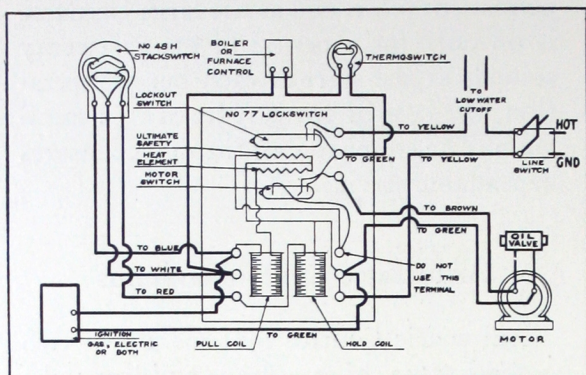 NO 48 H
STACKSWITCH
BOILER
OR
FURNACE
CONTROL
THERMOSWITCH
LOCKOUT
SWITCH
NO 77 LOCKSWITCH
TO
LOW WATER
CUTOFF
HOT
GND
LINE
SWITCH
ULTIMATE
SAFETY
HEAT
ELEMENT
MOTOR
SWITCH
TO YELLOW
TO GREEN
TO YELLOW
TO BROWN
TO GREEN
OIL
VALVE
TO BLUE
TO WHITE
TO RED
DO NOT
USE THIS
TERMINAL
IGNITION
GAS, ELECTRIC
OR BOTH
PULL COIL
TO GREEN
HOLD COIL
MOTOR